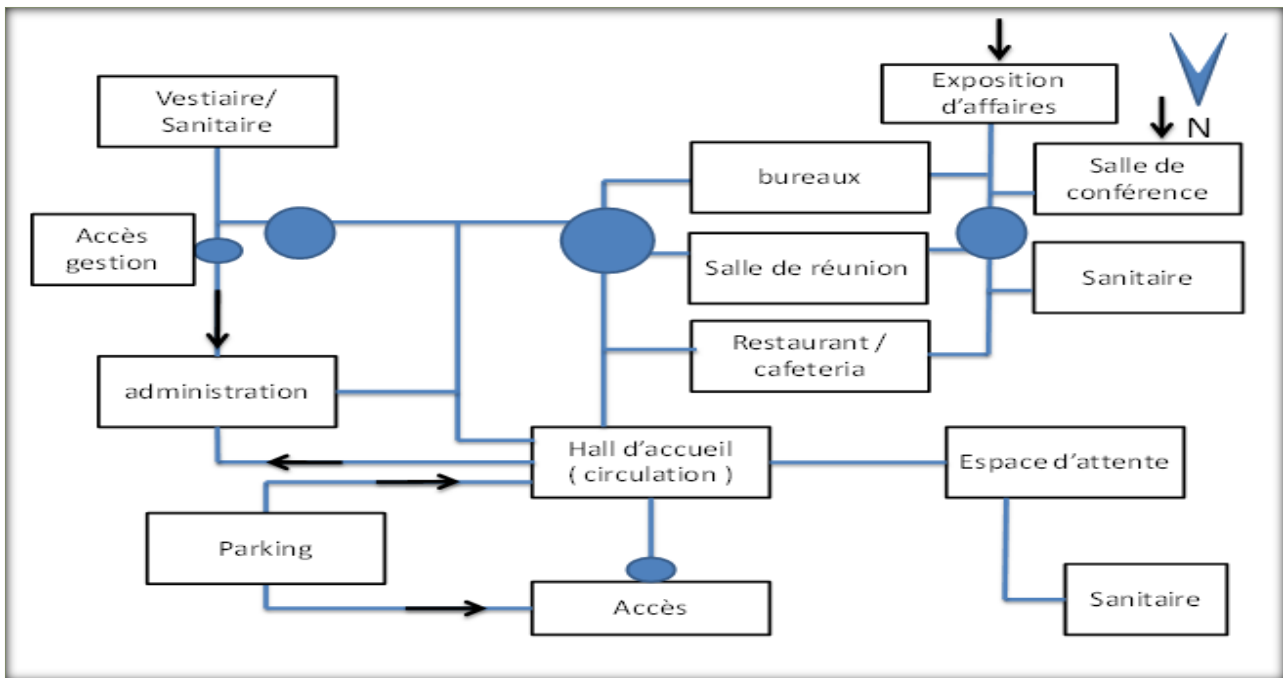 Vestiaire/
Sanitaire
Exposition
d'affaires
N
bureaux
Salle de
conférence
Accès
gestion
Salle de réunion
Sanitaire
Restaurant /
cafeteria
administration
Hall d'accueil
( circulation )
Espace d'attente
Parking
Accès
Sanitaire